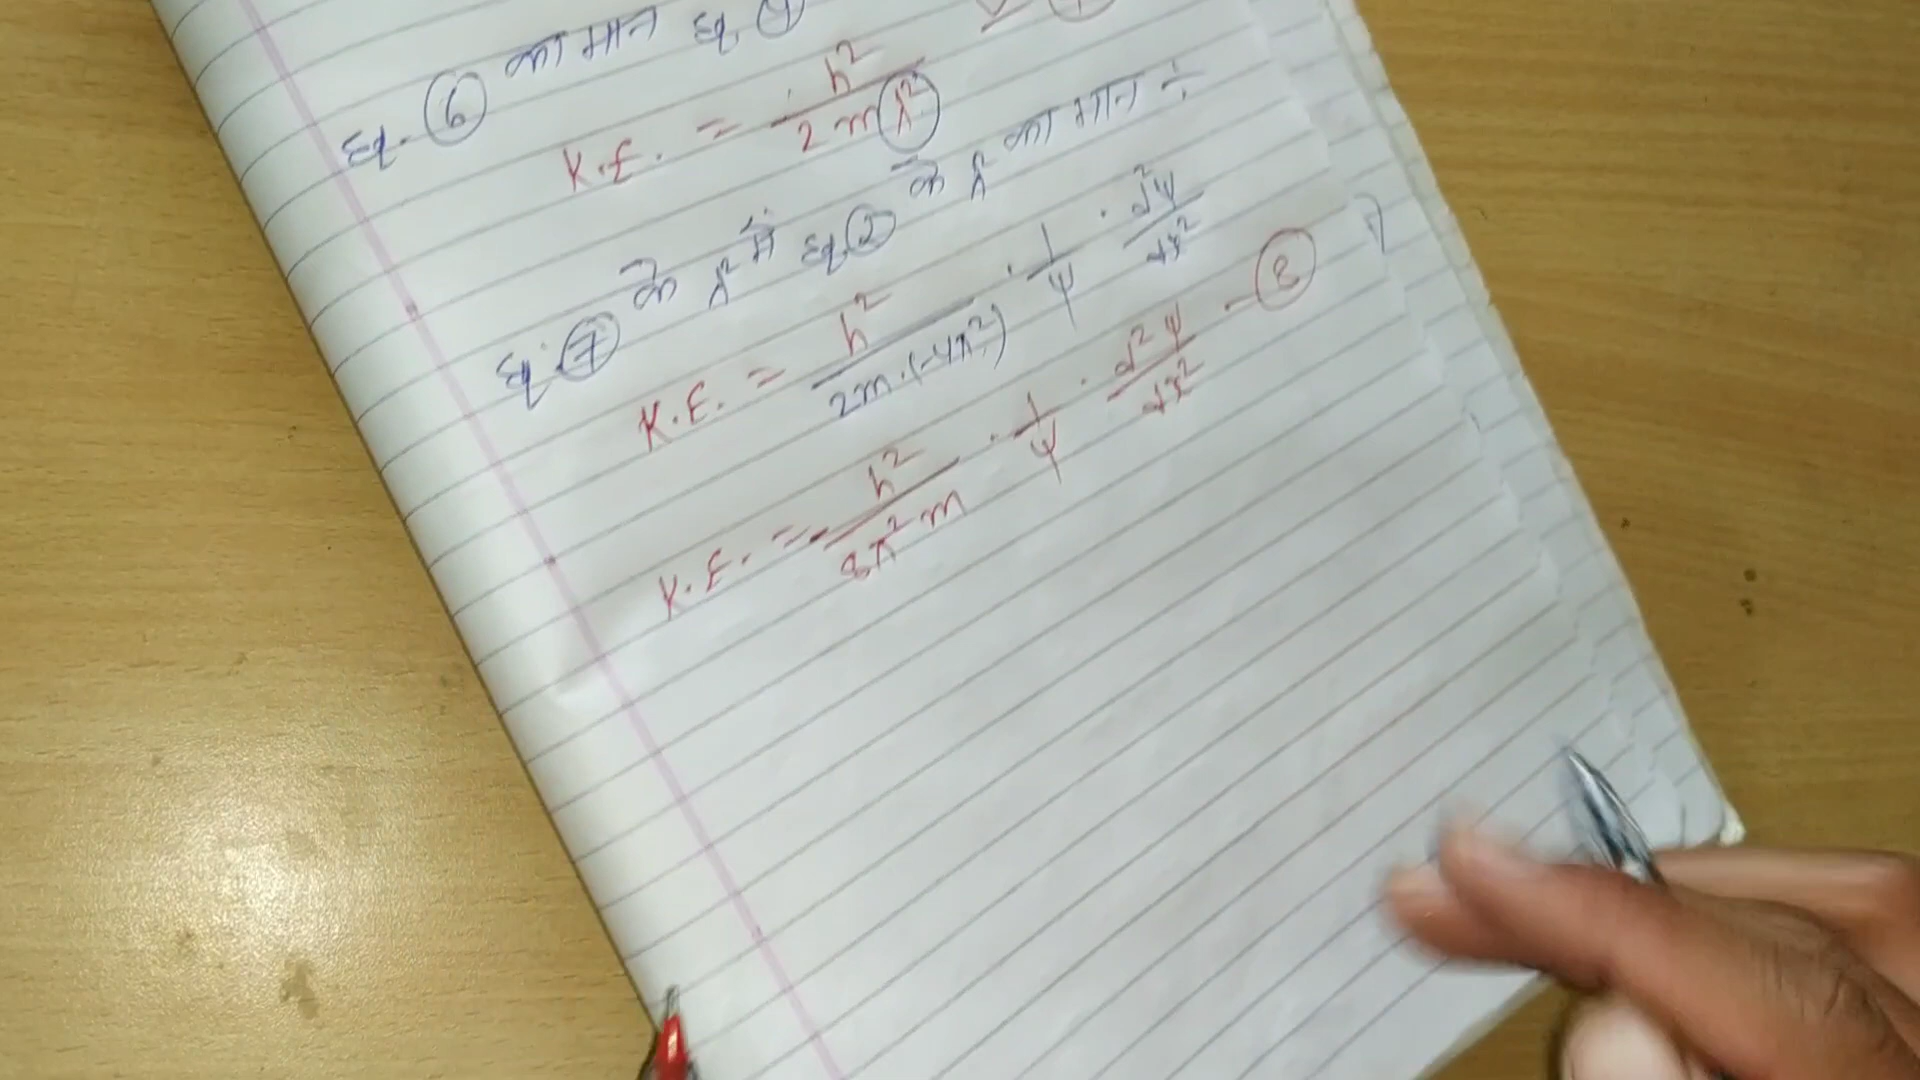 Eq. ⑥ का मान Eq. ④
K.E. = h² / 2mλ²
Eq. ⑦ के λ² में Eq. ② के λ² का मान ÷
K.E. = h² / 2m.(-4π²) . 1/ψ . d²ψ/dx²
K.E. = - h² / 8π²m . 1/ψ . d²ψ/dx² - ⑧